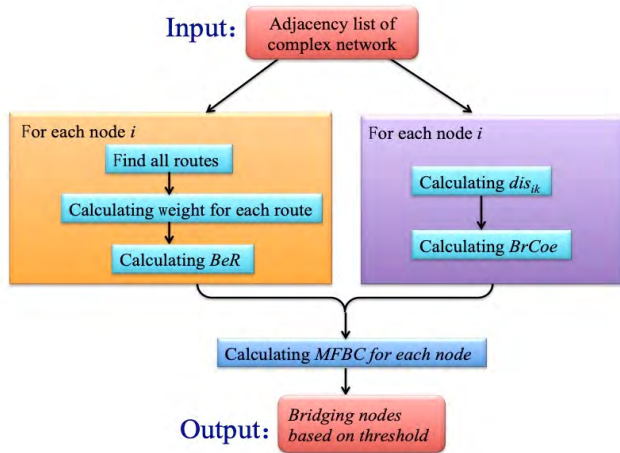 Input:
Adjacency list of
complex network
For each node i
Find all routes
Calculating weight for each route
Calculating BeR
For each node i
Calculating dis_ik
Calculating BrCoe
Calculating MFBC for each node
Output:
Bridging nodes
based on threshold